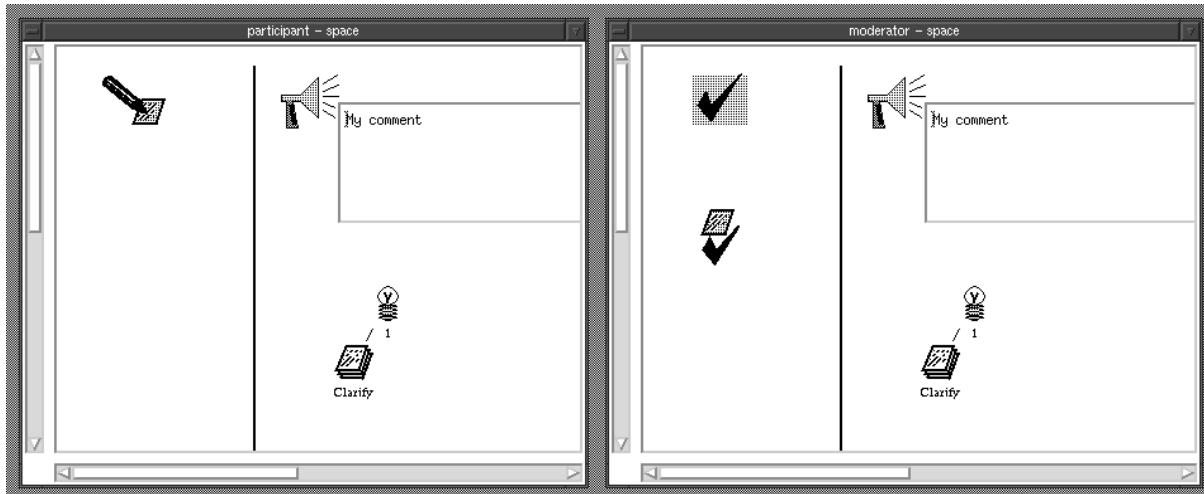 participant – space
My comment
1
Clarify
moderator – space
My comment
1
Clarify